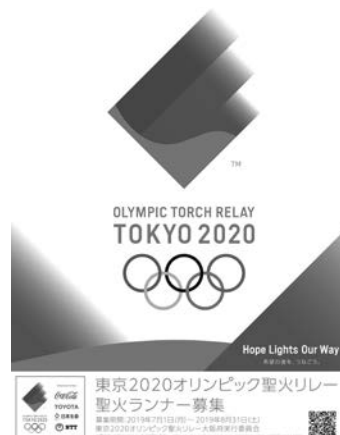 TM
OLYMPIC TORCH RELAY
TOKYO 2020
Hope Lights Our Way
希望の道を、つなごう。
東京2020オリンピック聖火リレー
聖火ランナー募集
募集期間:2019年7月1日(月)~2019年8月31日(土)
東京2020オリンピック聖火リレー大阪府実行委員会
Coca-Cola
TOYOTA
日本生命
NTT